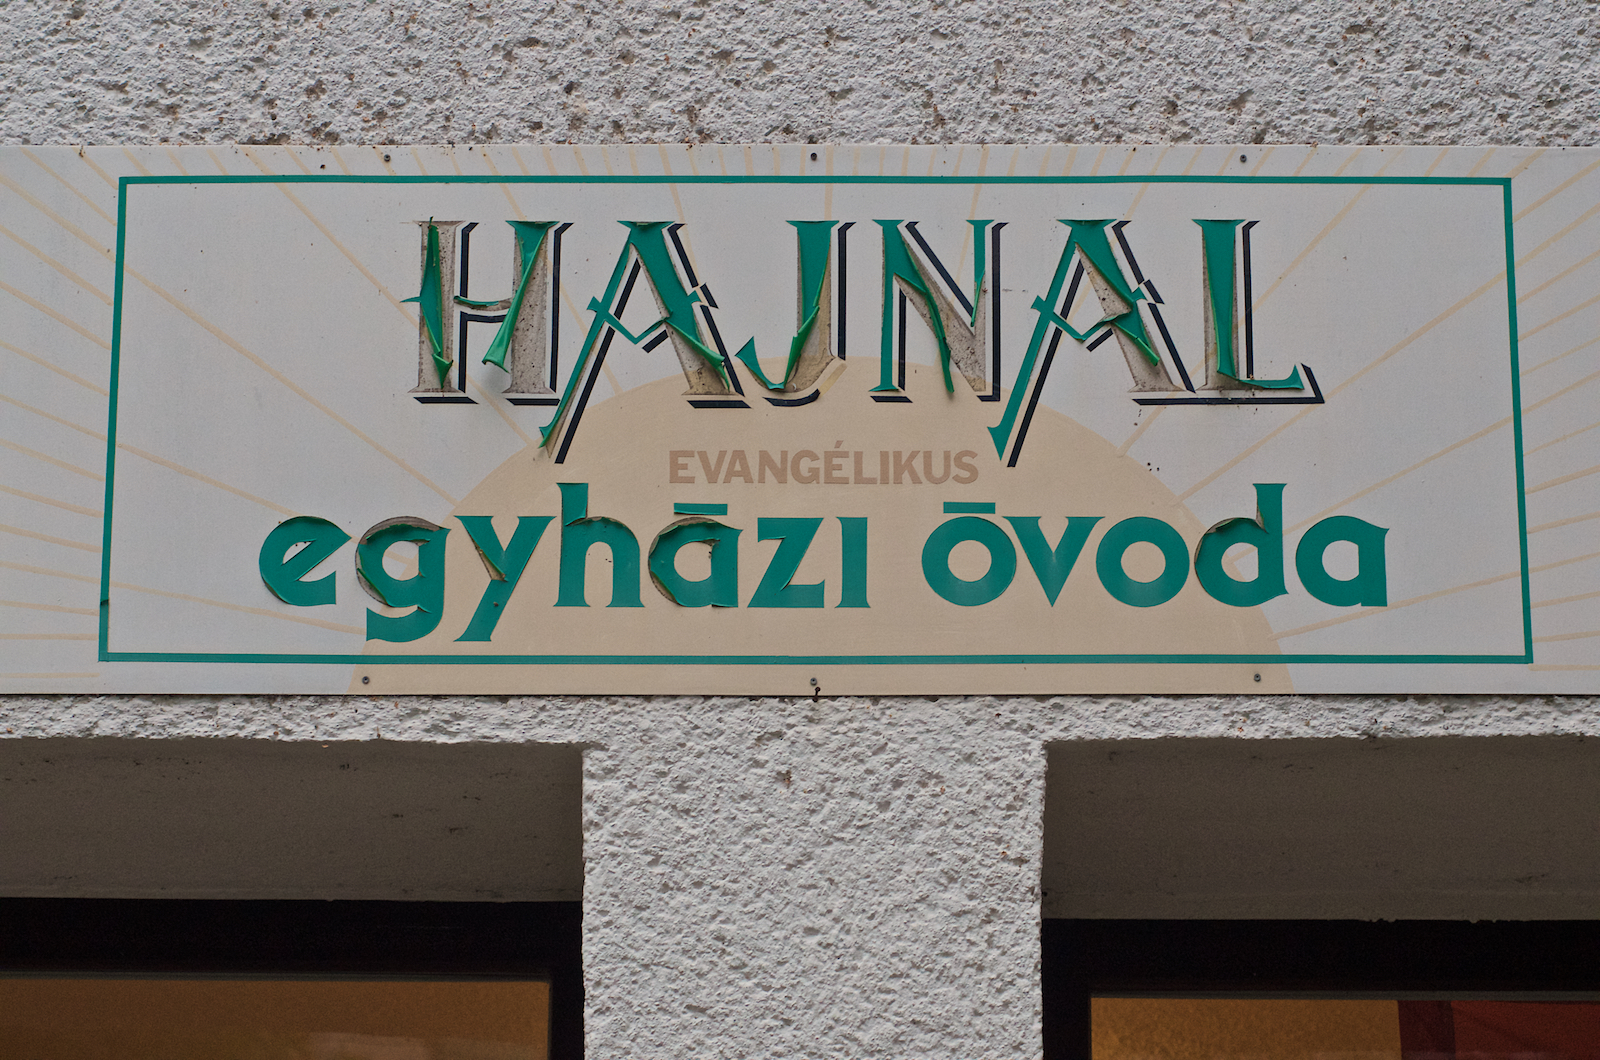 HAJNAL
EVANGÉLIKUS
egyházi óvoda